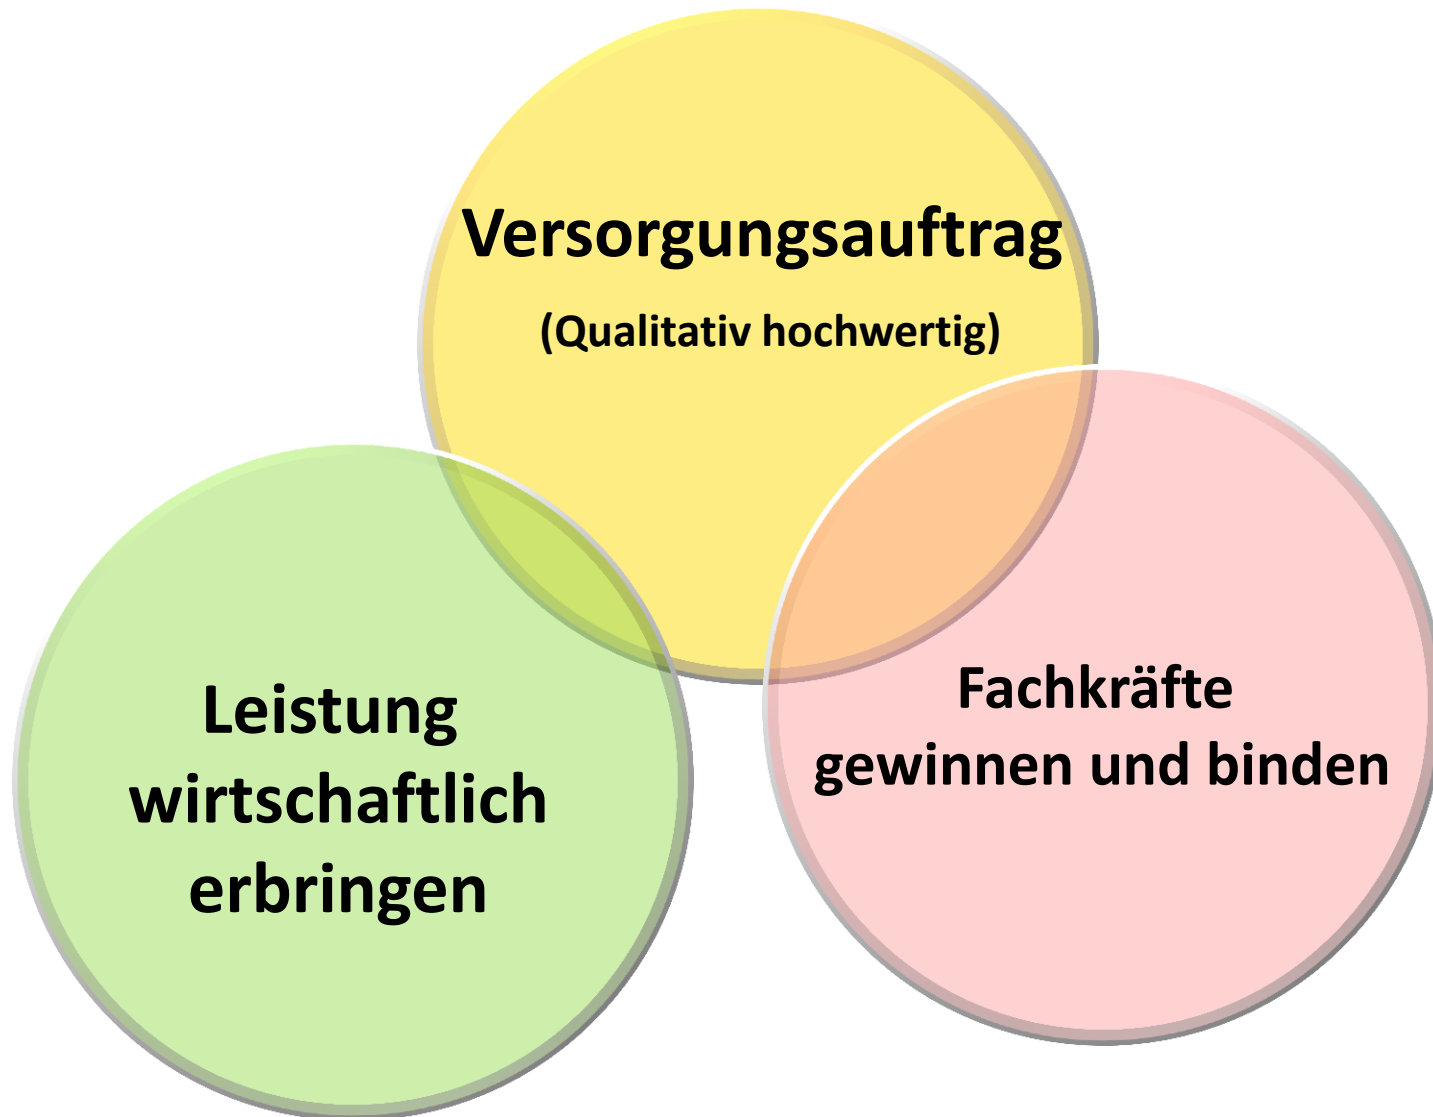 Versorgungsauftrag
(Qualitativ hochwertig)
Leistung
wirtschaftlich
erbringen
Fachkräfte
gewinnen und binden